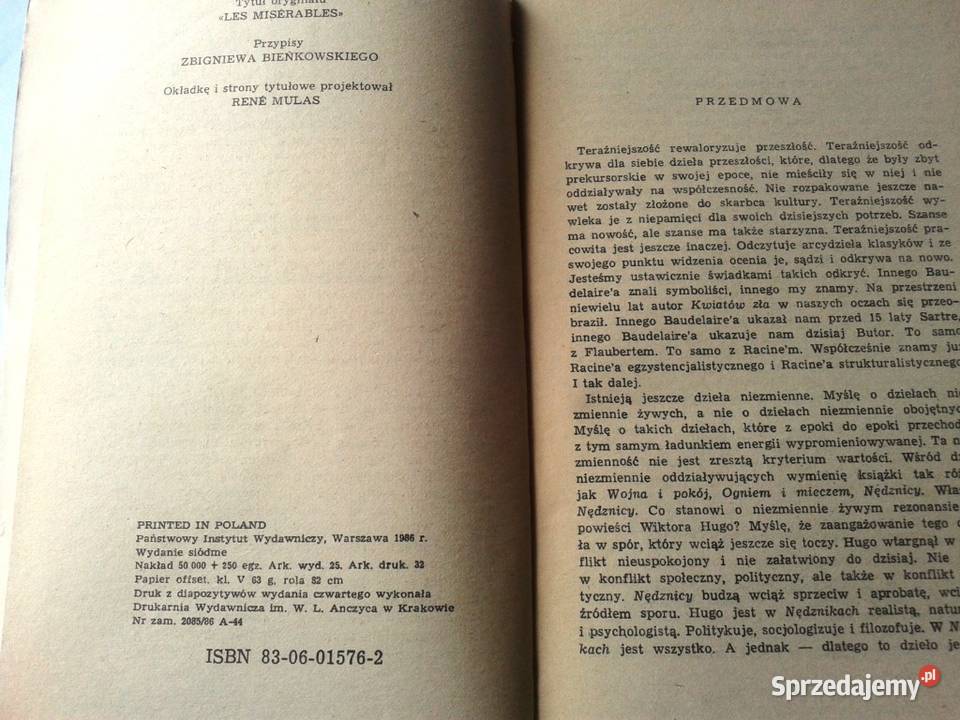 Tytuł oryginału
«LES MISÉRABLES»
Przypisy
ZBIGNIEWA BIEŃKOWSKIEGO
Okładkę i strony tytułowe projektował
RENÉ MULAS
PRINTED IN POLAND
Państwowy Instytut Wydawniczy, Warszawa 1986 r.
Wydanie siódme
Nakład 50 000 + 250 egz. Ark. wyd. 25. Ark. druk. 32
Papier offset. kl. V 63 g, rola 82 cm
Druk z diapozytywów wydania czwartego wykonała
Drukarnia Wydawnicza im. W. L. Anczyca w Krakowie
Nr zam. 2085/86 A-44
ISBN 83-06-01576-2
PRZEDMOWA
Teraźniejszość rewaloryzuje przeszłość. Teraźniejszość od-
krywa dla siebie dzieła przeszłości, które, dlatego że były zbyt
prekursorskie w swojej epoce, nie mieściły się w niej i nie
oddziaływały na współczesność. Nie rozpakowane jeszcze na-
wet zostały złożone do skarbca kultury. Teraźniejszość wy-
wleka je z niepamięci dla swoich dzisiejszych potrzeb. Szanse
ma nowość, ale szanse ma także starzyzna. Teraźniejszość pra-
cowita jest jeszcze inaczej. Odczytuje arcydzieła klasyków i ze
swojego punktu widzenia ocenia je, sądzi i odkrywa na nowo.
Jesteśmy ustawicznie świadkami takich odkryć. Innego Bau-
delaire'a znali symboliści, innego my znamy. Na przestrzeni
niewielu lat autor Kwiatów zła w naszych oczach się przeo-
braził. Innego Baudelaire'a ukazał nam przed 15 laty Sartre,
innego Baudelaire'a ukazuje nam dzisiaj Butor. To samo
z Flaubertem. To samo z Racine'm. Współcześnie znamy ju
Racine'a egzystencjalistycznego i Racine'a strukturalistycznego
I tak dalej.
Istnieją jeszcze dzieła niezmienne. Myślę o dziełach nie
zmiennie żywych, a nie o dziełach niezmiennie obojętnyc
Myślę o takich dziełach, które z epoki do epoki przechod
z tym samym ładunkiem energii wypromieniowywanej. Ta n
zmienność nie jest zresztą kryterium wartości. Wśród d
niezmiennie oddziaływujących wymienię książki tak ró
jak Wojna i pokój, Ogniem i mieczem, Nędznicy. Wła
Nędznicy. Co stanowi o niezmiennie żywym rezonansie
powieści Wiktora Hugo? Myślę, że zaangażowanie tego d
ła w spór, który wciąż jeszcze się toczy. Hugo wtargnął w
flikt nieuspokojony i nie załatwiony do dzisiaj. Nie
w konflikt społeczny, polityczny, ale także w konflikt
tyczny. Nędznicy budzą wciąż sprzeciw i aprobatę, wci
źródłem sporu. Hugo jest w Nędznikach realistą, natu
i psychologistą. Politykuje, socjologizuje i filozofuje. W N
kach jest wszystko. A jednak — dlatego to dzieło je
Sprzedajemy.pl